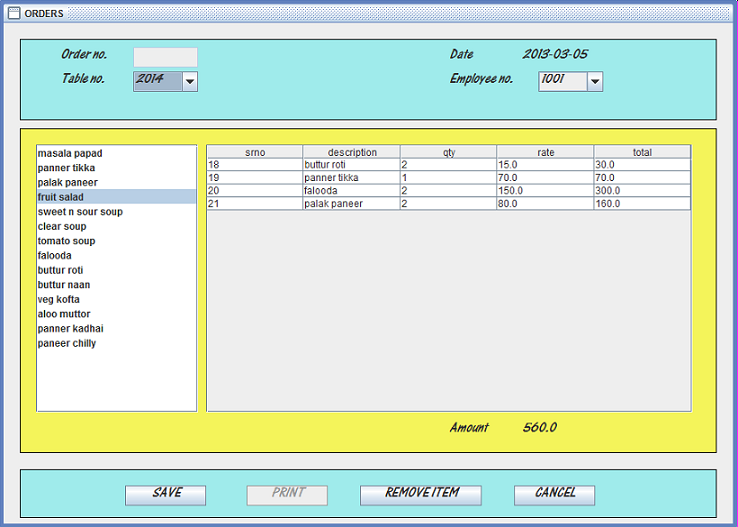 ORDERS
Order no. Date 2013-03-05
Table no. 2014 Employee no. 1001
masala papad
panner tikka
palak paneer
fruit salad
sweet n sour soup
clear soup
tomato soup
falooda
buttur roti
buttur naan
veg kofta
aloo muttor
panner kadhai
paneer chilly
srno description qty rate total
18 buttur roti 2 15.0 30.0
19 panner tikka 1 70.0 70.0
20 falooda 2 150.0 300.0
21 palak paneer 2 80.0 160.0
Amount 560.0
SAVE PRINT REMOVE ITEM CANCEL